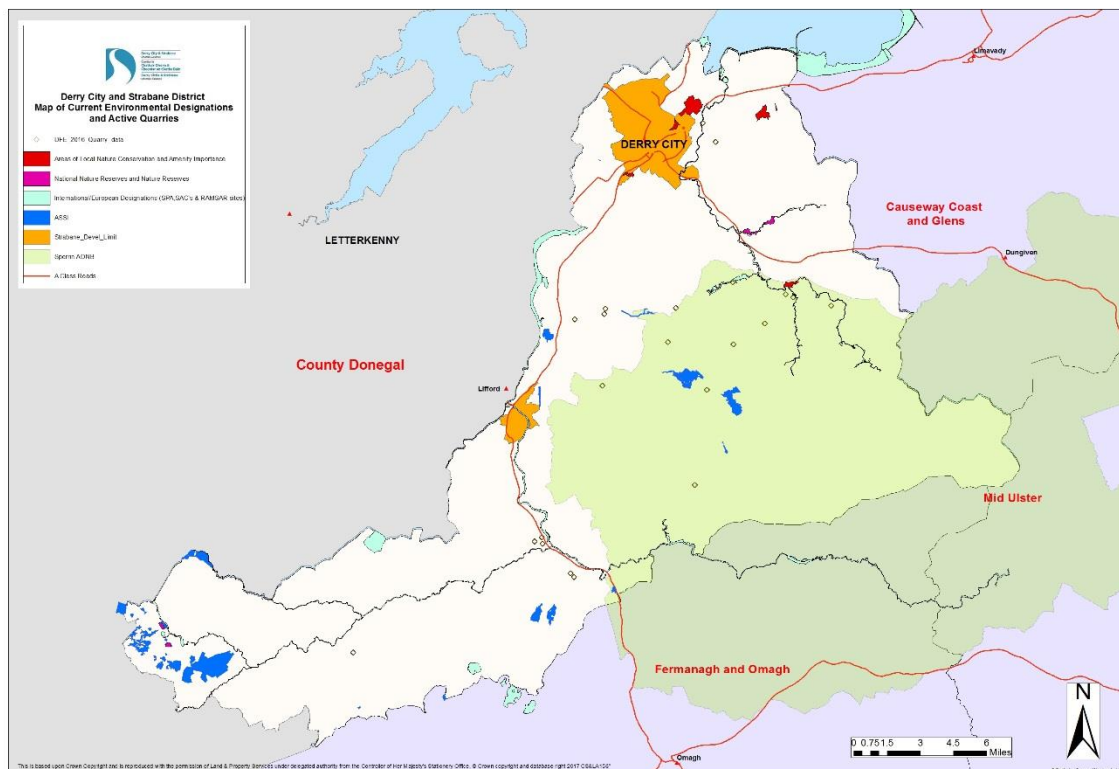 Derry City & Strabane
Derry City and Strabane District
Map of Current Environmental Designations
and Active Quarries
DFE_2016_Quarry_data
Areas of Local Nature Conservation and Amenity Importance
National Nature Reserves and Nature Reserves
International/European Designations (SPA,SAC's & RAMSAR sites)
ASSI
Strabane_Devel_Limit
Sperrin AONB
A Class Roads
Limavady
DERRY CITY
LETTERKENNY
Causeway Coast
and Glens
Dungiven
County Donegal
Lifford
Mid Ulster
Fermanagh and Omagh
Omagh
N
0 0.75 1.5 3 4.5 6
Miles
This is based upon Crown Copyright and is reproduced with the permission of Land & Property Services under delegated authority from the Controller of Her Majesty's Stationery Office, © Crown copyright and database right 2017